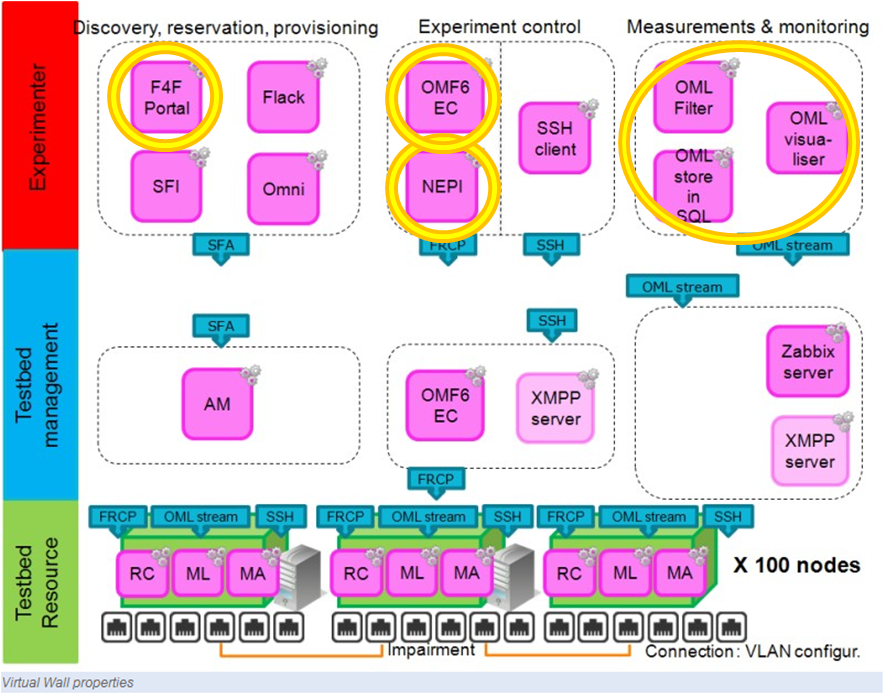 Discovery, reservation, provisioning
Experiment control
Measurements & monitoring
Experimenter
F4F
Portal
Flack
SFI
Omni
OMF6
EC
NEPI
SSH
client
OML
Filter
OML
store
in
SQL
OML
visua-
liser
SFA
FRCP
SSH
OML stream
Testbed
management
SFA
SSH
OML stream
AM
OMF6
EC
XMPP
server
Zabbix
server
XMPP
server
FRCP
Testbed
Resource
FRCP
OML stream
SSH
FRCP
OML stream
SSH
FRCP
OML stream
SSH
RC
ML
MA
RC
ML
MA
RC
ML
MA
X 100 nodes
Impairment
Connection : VLAN configur.
Virtual Wall properties